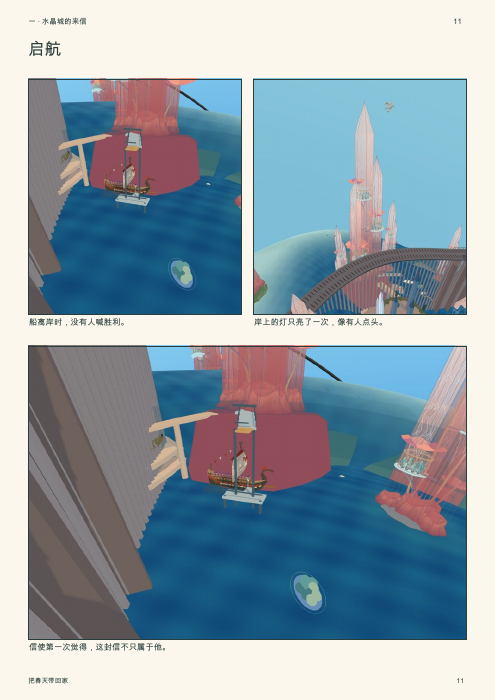 一 · 水晶城的来信
11
启航
船离岸时，没有人喊胜利。
岸上的灯只亮了一次，像有人点头。
信使第一次觉得，这封信不只属于他。
把春天带回家
11